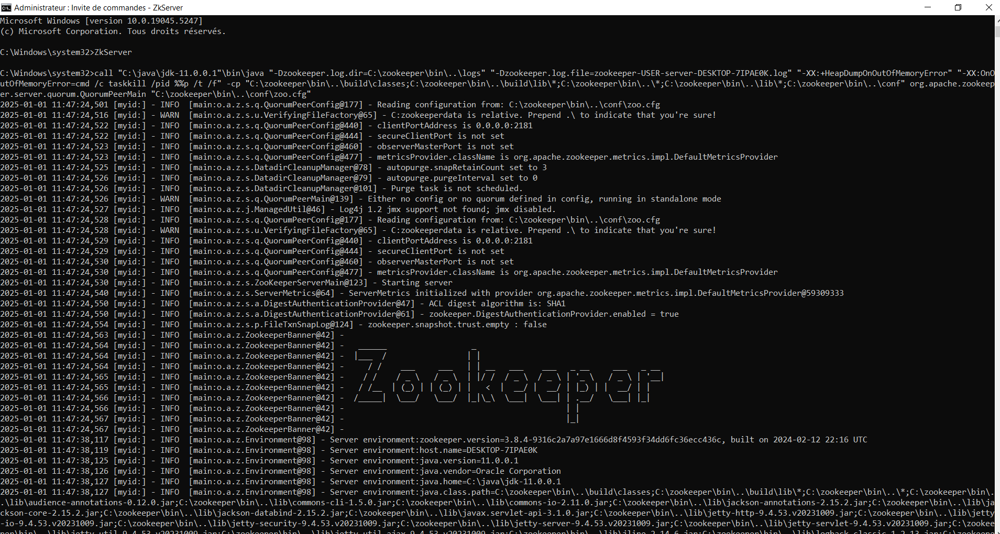 Administrateur : Invite de commandes - ZkServer
Microsoft Windows [version 10.0.19045.5247]
(c) Microsoft Corporation. Tous droits réservés.
C:\Windows\system32>ZkServer
C:\Windows\system32>call "C:\java\jdk-11.0.0.1"\bin\java "-Dzookeeper.log.dir=C:\zookeeper\bin\..\logs" "-Dzookeeper.log.file=zookeeper-USER-server-DESKTOP-7IPAE0K.log" "-XX:+HeapDumpOnOutOfMemoryError" "-XX:OnO
utOfMemoryError=cmd /c taskkill /pid %%p /t /f" -cp "C:\zookeeper\bin\..\build\classes;C:\zookeeper\bin\..\build\lib\*;C:\zookeeper\bin\..\*;C:\zookeeper\bin\..\lib\*;C:\zookeeper\bin\..\conf" org.apache.zookeep
er.server.quorum.QuorumPeerMain "C:\zookeeper\bin\..\conf\zoo.cfg"
2025-01-01 11:47:24,501 [myid:] - INFO  [main:o.a.z.s.q.QuorumPeerConfig@177] - Reading configuration from: C:\zookeeper\bin\..\conf\zoo.cfg
2025-01-01 11:47:24,516 [myid:] - WARN  [main:o.a.z.s.u.VerifyingFileFactory@65] - C:zookeeperdata is relative. Prepend .\ to indicate that you're sure!
2025-01-01 11:47:24,522 [myid:] - INFO  [main:o.a.z.s.q.QuorumPeerConfig@440] - clientPortAddress is 0.0.0.0:2181
2025-01-01 11:47:24,522 [myid:] - INFO  [main:o.a.z.s.q.QuorumPeerConfig@444] - secureClientPort is not set
2025-01-01 11:47:24,523 [myid:] - INFO  [main:o.a.z.s.q.QuorumPeerConfig@460] - observerMasterPort is not set
2025-01-01 11:47:24,523 [myid:] - INFO  [main:o.a.z.s.q.QuorumPeerConfig@477] - metricsProvider.className is org.apache.zookeeper.metrics.impl.DefaultMetricsProvider
2025-01-01 11:47:24,525 [myid:] - INFO  [main:o.a.z.s.DatadirCleanupManager@78] - autopurge.snapRetainCount set to 3
2025-01-01 11:47:24,526 [myid:] - INFO  [main:o.a.z.s.DatadirCleanupManager@79] - autopurge.purgeInterval set to 0
2025-01-01 11:47:24,526 [myid:] - INFO  [main:o.a.z.s.DatadirCleanupManager@101] - Purge task is not scheduled.
2025-01-01 11:47:24,526 [myid:] - WARN  [main:o.a.z.s.q.QuorumPeerMain@139] - Either no config or no quorum defined in config, running in standalone mode
2025-01-01 11:47:24,527 [myid:] - INFO  [main:o.a.z.j.ManagedUtil@46] - Log4j 1.2 jmx support not found; jmx disabled.
2025-01-01 11:47:24,528 [myid:] - INFO  [main:o.a.z.s.q.QuorumPeerConfig@177] - Reading configuration from: C:\zookeeper\bin\..\conf\zoo.cfg
2025-01-01 11:47:24,528 [myid:] - WARN  [main:o.a.z.s.u.VerifyingFileFactory@65] - C:zookeeperdata is relative. Prepend .\ to indicate that you're sure!
2025-01-01 11:47:24,529 [myid:] - INFO  [main:o.a.z.s.q.QuorumPeerConfig@440] - clientPortAddress is 0.0.0.0:2181
2025-01-01 11:47:24,529 [myid:] - INFO  [main:o.a.z.s.q.QuorumPeerConfig@444] - secureClientPort is not set
2025-01-01 11:47:24,530 [myid:] - INFO  [main:o.a.z.s.q.QuorumPeerConfig@460] - observerMasterPort is not set
2025-01-01 11:47:24,530 [myid:] - INFO  [main:o.a.z.s.q.QuorumPeerConfig@477] - metricsProvider.className is org.apache.zookeeper.metrics.impl.DefaultMetricsProvider
2025-01-01 11:47:24,530 [myid:] - INFO  [main:o.a.z.s.ZooKeeperServerMain@123] - Starting server
2025-01-01 11:47:24,540 [myid:] - INFO  [main:o.a.z.s.ServerMetrics@64] - ServerMetrics initialized with provider org.apache.zookeeper.metrics.impl.DefaultMetricsProvider@59309333
2025-01-01 11:47:24,550 [myid:] - INFO  [main:o.a.z.s.a.DigestAuthenticationProvider@47] - ACL digest algorithm is: SHA1
2025-01-01 11:47:24,550 [myid:] - INFO  [main:o.a.z.s.a.DigestAuthenticationProvider@61] - zookeeper.DigestAuthenticationProvider.enabled = true
2025-01-01 11:47:24,554 [myid:] - INFO  [main:o.a.z.s.p.FileTxnSnapLog@124] - zookeeper.snapshot.trust.empty : false
2025-01-01 11:47:24,563 [myid:] - INFO  [main:o.a.z.ZookeeperBanner@42] -
2025-01-01 11:47:24,564 [myid:] - INFO  [main:o.a.z.ZookeeperBanner@42] -   ______                  _
2025-01-01 11:47:24,564 [myid:] - INFO  [main:o.a.z.ZookeeperBanner@42] -  |___  /                 | |
2025-01-01 11:47:24,564 [myid:] - INFO  [main:o.a.z.ZookeeperBanner@42] -     / /    ___     ___   | | __   ___    ___   _ __     ___   _ __
2025-01-01 11:47:24,565 [myid:] - INFO  [main:o.a.z.ZookeeperBanner@42] -    / /    / _ \   / _ \  | |/ /  / _ \  / _ \ | '_ \   / _ \ | '__|
2025-01-01 11:47:24,565 [myid:] - INFO  [main:o.a.z.ZookeeperBanner@42] -   / /__  | (_) | | (_) | |   <  |  __/ |  __/ | |_) | |  __/ | |
2025-01-01 11:47:24,566 [myid:] - INFO  [main:o.a.z.ZookeeperBanner@42] -  /_____|  \___/   \___/  |_|\_\  \___|  \___| | .__/   \___| |_|
2025-01-01 11:47:24,566 [myid:] - INFO  [main:o.a.z.ZookeeperBanner@42] -                                               | |
2025-01-01 11:47:24,567 [myid:] - INFO  [main:o.a.z.ZookeeperBanner@42] -                                               |_|
2025-01-01 11:47:24,567 [myid:] - INFO  [main:o.a.z.ZookeeperBanner@42] -
2025-01-01 11:47:38,117 [myid:] - INFO  [main:o.a.z.Environment@98] - Server environment:zookeeper.version=3.8.4-9316c2a7a97e1666d8f4593f34dd6fc36ecc436c, built on 2024-02-12 22:16 UTC
2025-01-01 11:47:38,119 [myid:] - INFO  [main:o.a.z.Environment@98] - Server environment:host.name=DESKTOP-7IPAE0K
2025-01-01 11:47:38,125 [myid:] - INFO  [main:o.a.z.Environment@98] - Server environment:java.version=11.0.0.1
2025-01-01 11:47:38,126 [myid:] - INFO  [main:o.a.z.Environment@98] - Server environment:java.vendor=Oracle Corporation
2025-01-01 11:47:38,127 [myid:] - INFO  [main:o.a.z.Environment@98] - Server environment:java.home=C:\java\jdk-11.0.0.1
2025-01-01 11:47:38,127 [myid:] - INFO  [main:o.a.z.Environment@98] - Server environment:java.class.path=C:\zookeeper\bin\..\build\classes;C:\zookeeper\bin\..\build\lib\*;C:\zookeeper\bin\..\*;C:\zookeeper\bin\.
.\lib\audience-annotations-0.12.0.jar;C:\zookeeper\bin\..\lib\commons-cli-1.5.0.jar;C:\zookeeper\bin\..\lib\commons-io-2.11.0.jar;C:\zookeeper\bin\..\lib\jackson-annotations-2.15.2.jar;C:\zookeeper\bin\..\lib\ja
ckson-core-2.15.2.jar;C:\zookeeper\bin\..\lib\jackson-databind-2.15.2.jar;C:\zookeeper\bin\..\lib\javax.servlet-api-3.1.0.jar;C:\zookeeper\bin\..\lib\jetty-http-9.4.53.v20231009.jar;C:\zookeeper\bin\..\lib\jetty
-io-9.4.53.v20231009.jar;C:\zookeeper\bin\..\lib\jetty-security-9.4.53.v20231009.jar;C:\zookeeper\bin\..\lib\jetty-server-9.4.53.v20231009.jar;C:\zookeeper\bin\..\lib\jetty-servlet-9.4.53.v20231009.jar;C:\zookee
per\bin\..\lib\jetty-util-9.4.53.v20231009.jar;C:\zookeeper\bin\..\lib\jetty-util-ajax-9.4.53.v20231009.jar;C:\zookeeper\bin\..\lib\jline-2.14.6.jar;C:\zookeeper\bin\..\lib\logback-classic-1.2.13.jar;C:\zookeepe